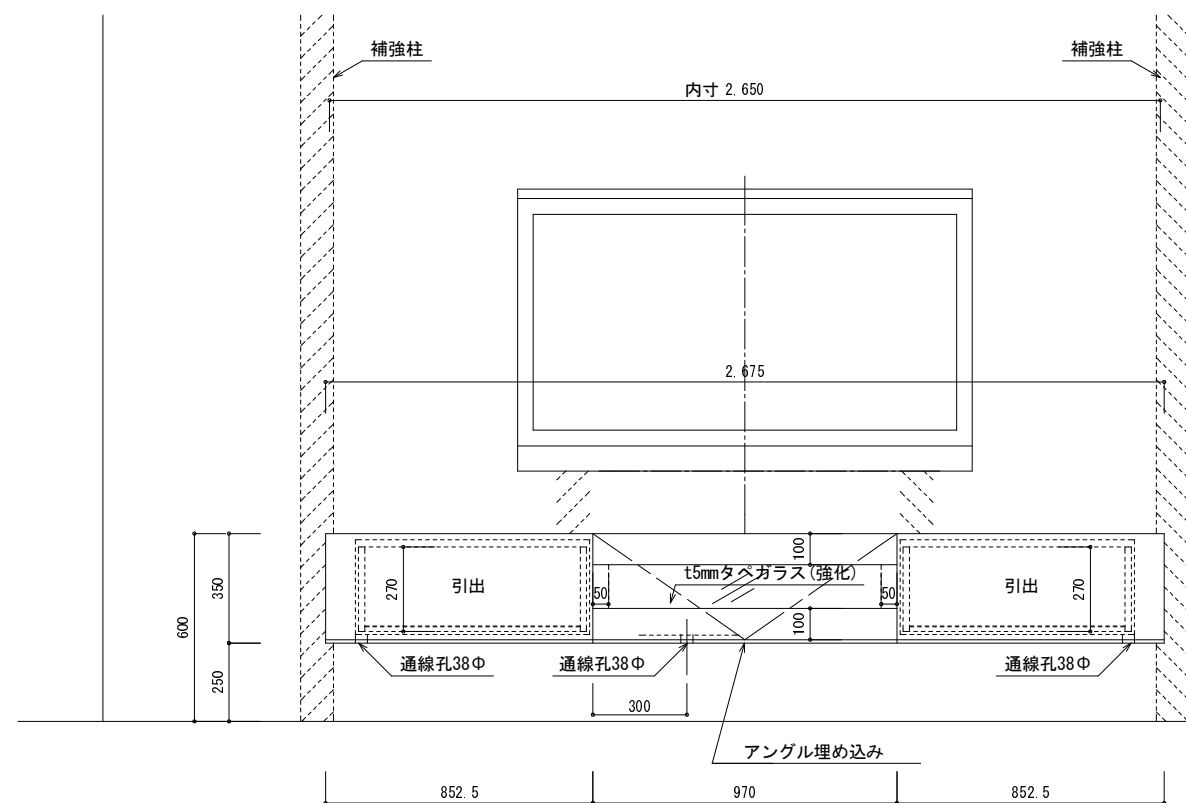 補強柱
補強柱
内寸 2.650
2.675
100
t5mmタペガラス(強化)
350
270
引出
50
50
引出
270
600
100
通線孔38Φ
通線孔38Φ
通線孔38Φ
250
300
アングル埋め込み
852.5
970
852.5